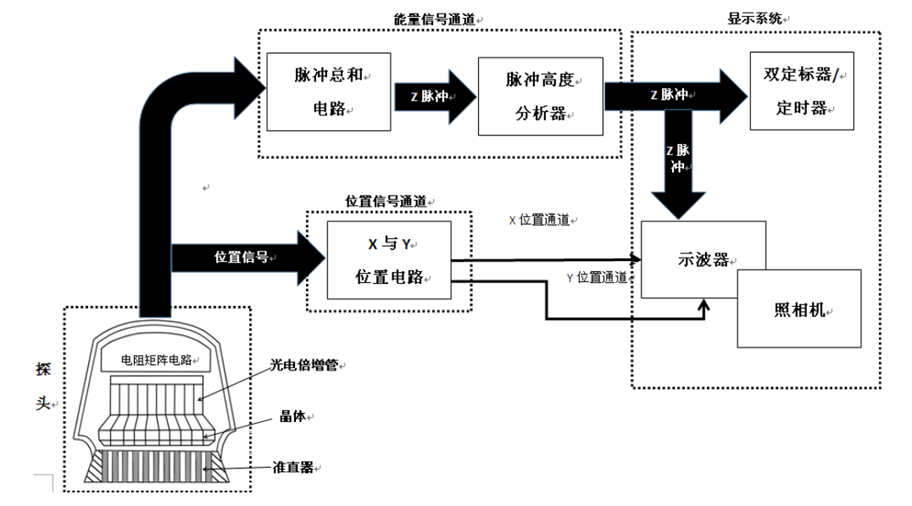 能量信号通道
显示系统
脉冲总和
电路
Z 脉冲
脉冲高度
分析器
Z 脉冲
双定标器/
定时器
Z 脉
冲
位置信号通道
X 位置通道
位置信号
X 与 Y
位置电路
Y 位置通道
示波器
照相机
探
头
电阻矩阵电路
光电倍增管
晶体
准直器